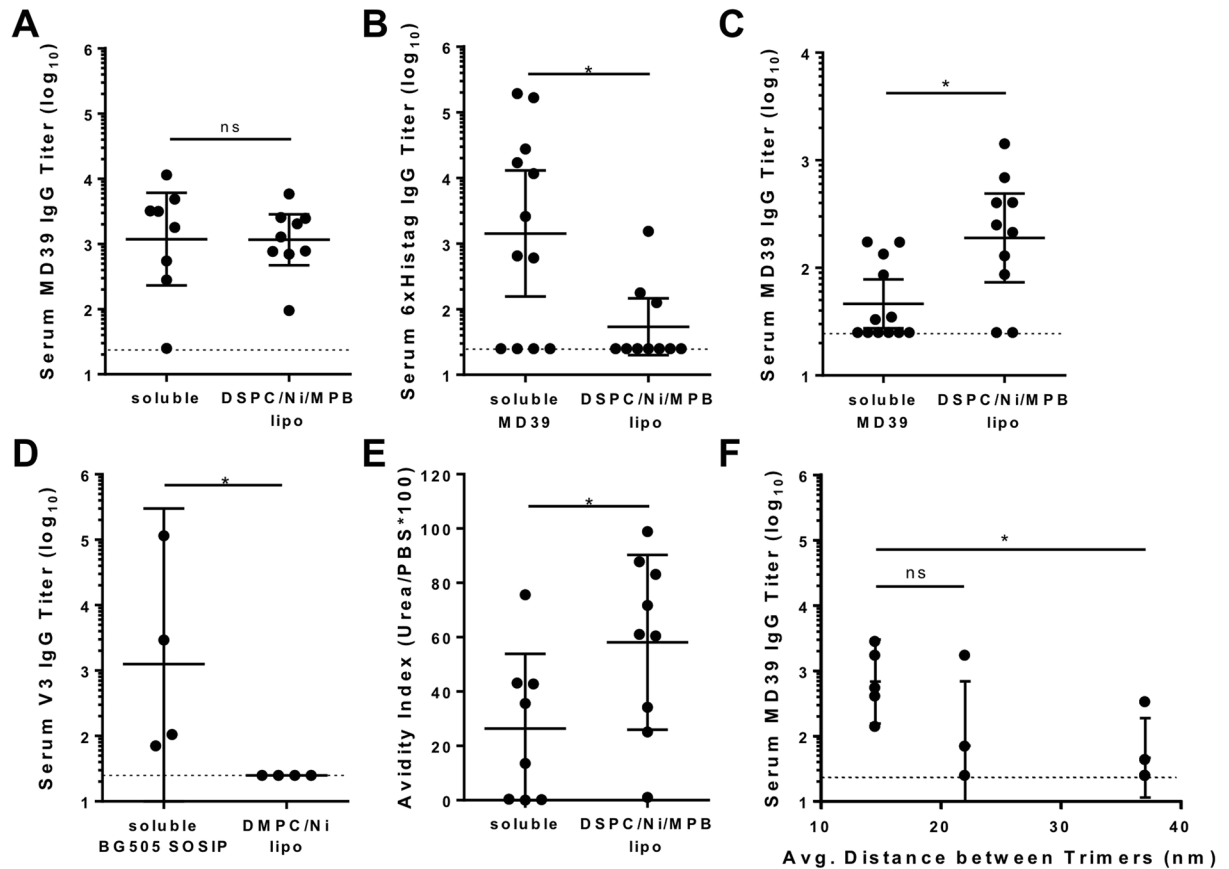 A
Serum MD39 IgG Titer (log10)
6
5
4
3
2
1
ns
soluble
DSPC/Ni/MPB
lipo
B
Serum 6xHistag IgG Titer (log10)
6
5
4
3
2
1
*
soluble
MD39
DSPC/Ni/MPB
lipo
C
Serum MD39 IgG Titer (log10)
4
3
2
1
*
soluble
MD39
DSPC/Ni/MPB
lipo
D
Serum V3 IgG Titer (log10)
6
5
4
3
2
1
*
soluble
BG505 SOSIP
DMPC/Ni
lipo
E
Avidity Index (Urea/PBS*100)
120
100
80
60
40
20
0
*
soluble
DSPC/Ni/MPB
lipo
F
Serum MD39 IgG Titer (log10)
6
5
4
3
2
1
*
ns
10 20 30 40
Avg. Distance between Trimers (nm)